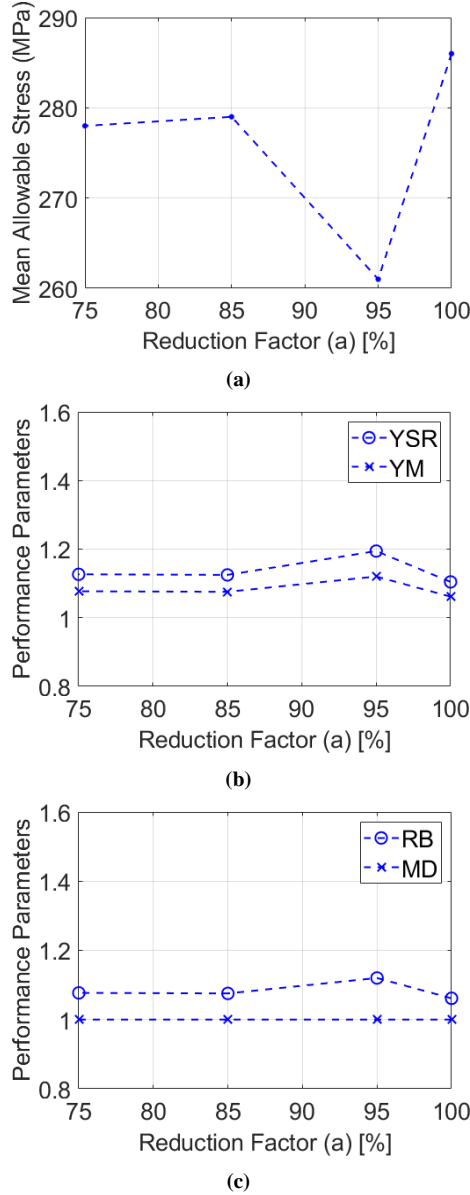 Mean Allowable Stress (MPa)
290
280
270
260
75 80 85 90 95 100
Reduction Factor (a) [%]
(a)
Performance Parameters
1.6
1.4
1.2
1
0.8
YSR
YM
75 80 85 90 95 100
Reduction Factor (a) [%]
(b)
Performance Parameters
1.6
1.4
1.2
1
0.8
RB
MD
75 80 85 90 95 100
Reduction Factor (a) [%]
(c)